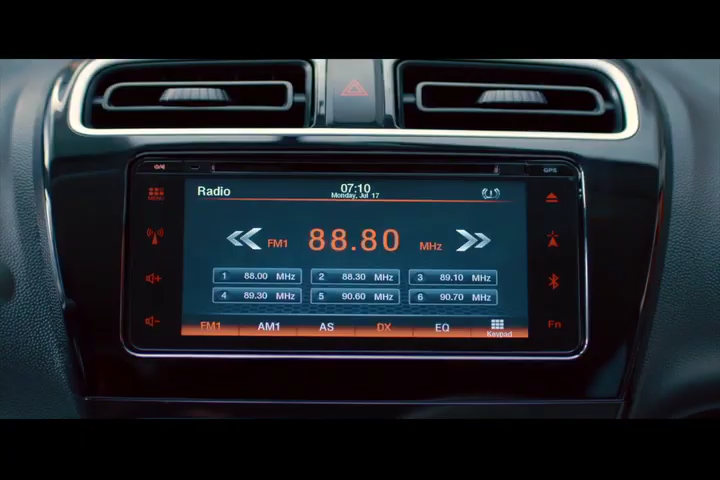 GPS
MENU
Radio
07:10
Monday, Jul 17
FM1 88.80 MHz
1 88.00 MHz 2 88.30 MHz 3 89.10 MHz
4 89.30 MHz 5 90.60 MHz 6 90.70 MHz
FM1 AM1 AS DX EQ Keypad
Fn